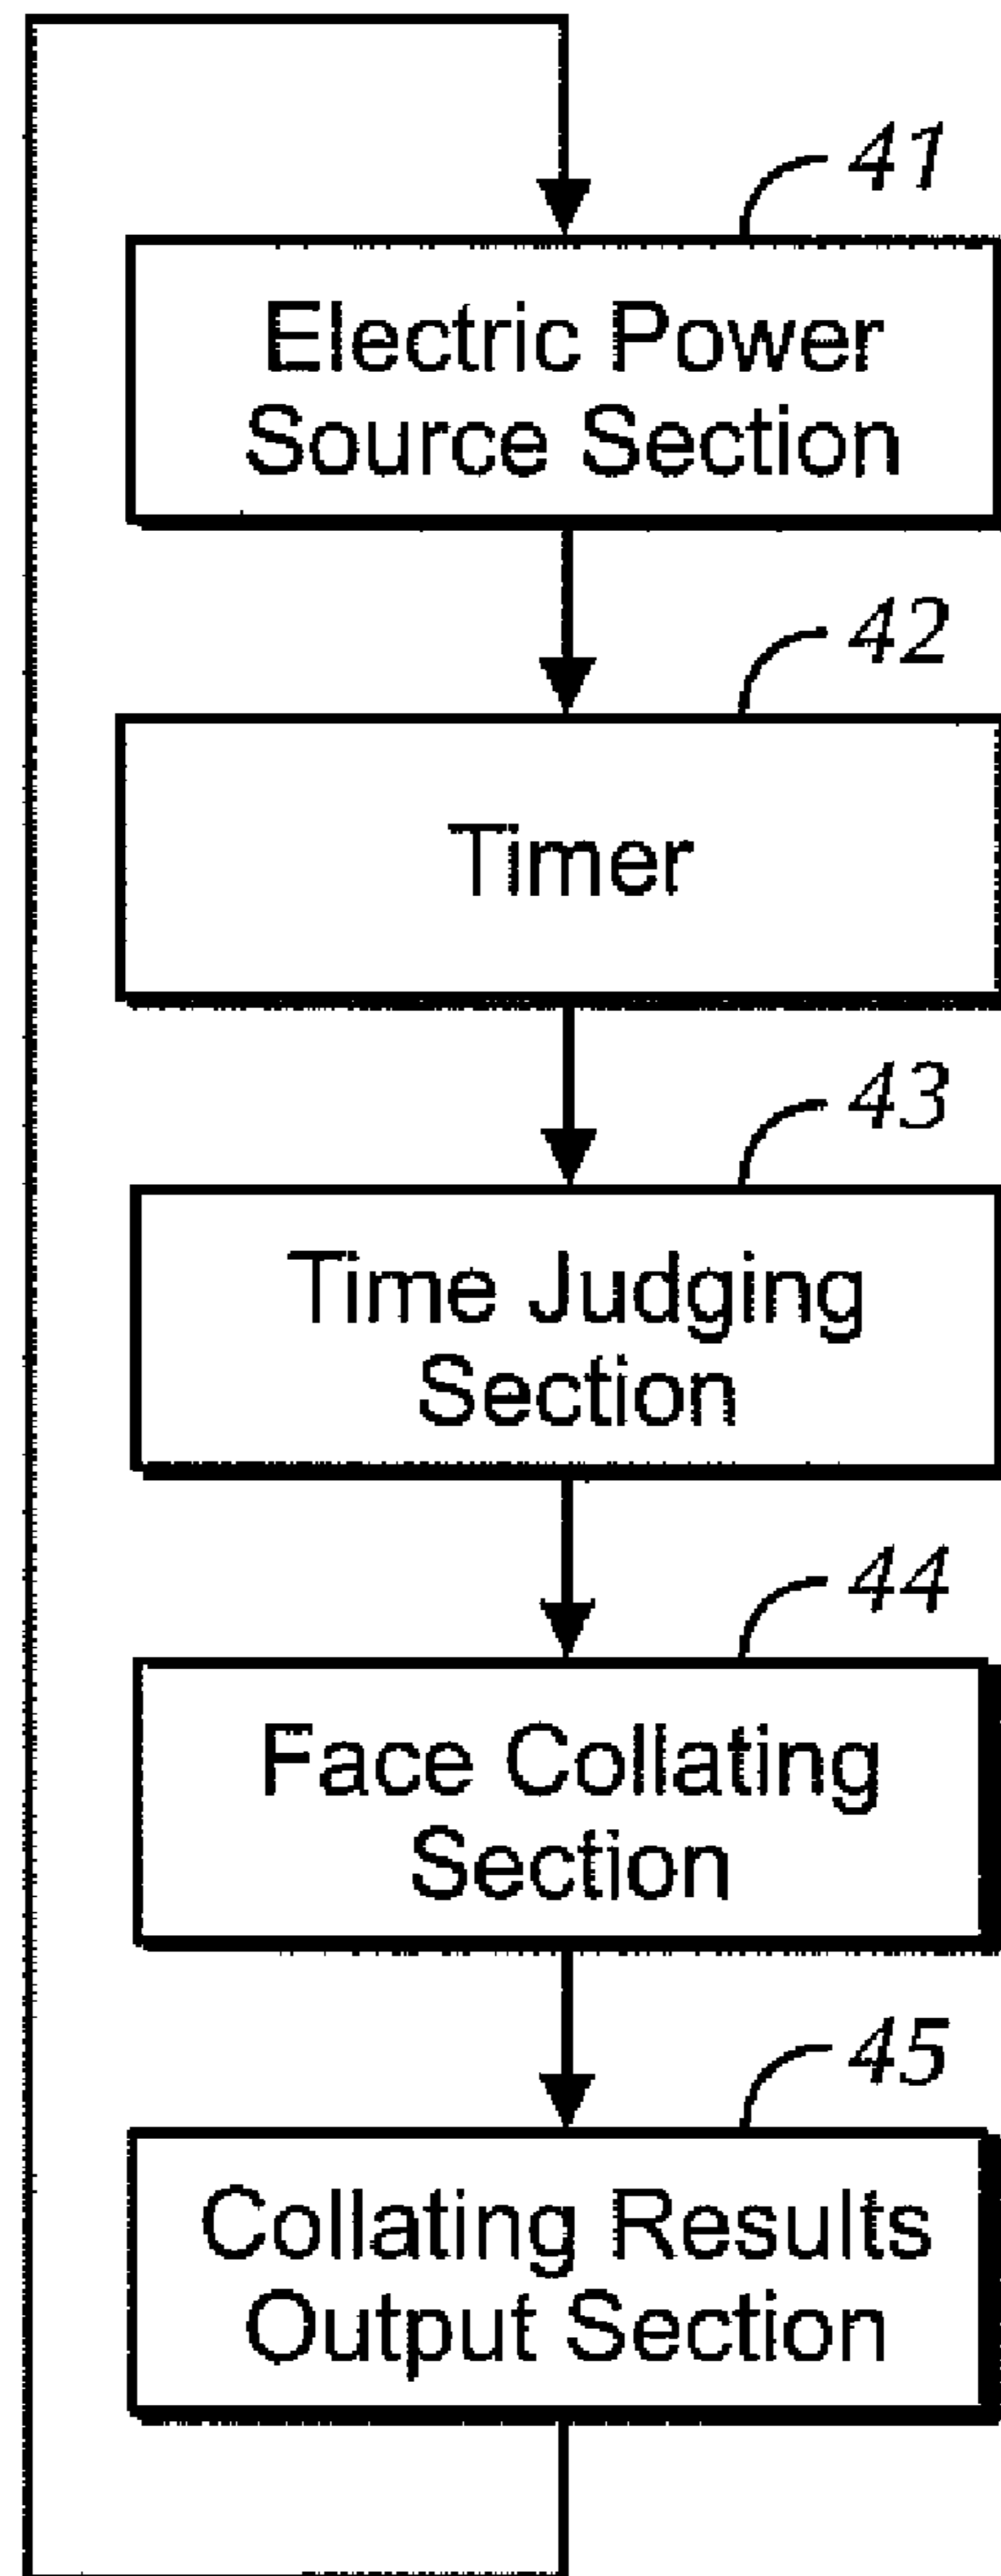 41
Electric Power
Source Section
42
Timer
43
Time Judging
Section
44
Face Collating
Section
45
Collating Results
Output Section